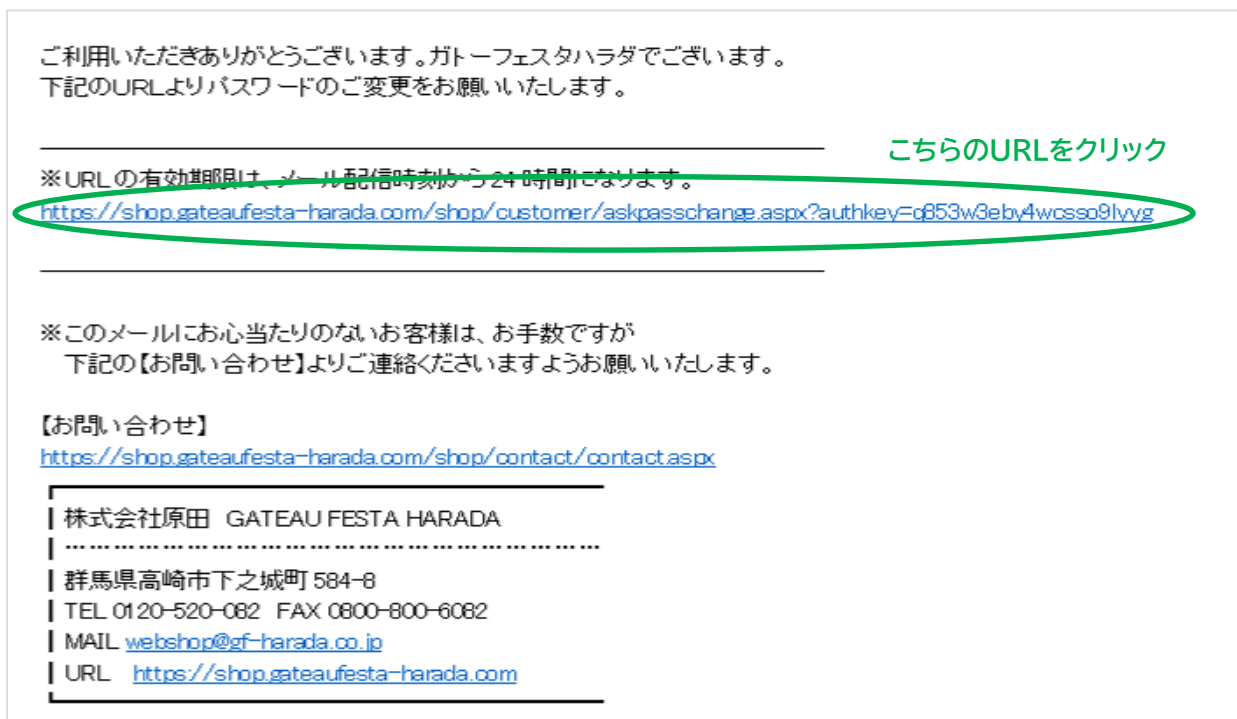 ご利用いただきありがとうございます。ガトーフェスタハラダでございます。
下記のURLよりパスワードのご変更をお願いいたします。
こちらのURLをクリック
※URLの有効期限は、メール配信時刻から24時間になります。
https://shop.gateaufesta-harada.com/shop/customer/askpasschange.aspx?authkey=q853w3eby4wcsso9lyvg
※このメールにお心当たりのないお客様は、お手数ですが
下記の【お問い合わせ】よりご連絡くださいますようお願いいたします。
【お問い合わせ】
https://shop.gateaufesta-harada.com/shop/contact/contact.aspx
株式会社原田 GATEAU FESTA HARADA
群馬県高崎市下之城町584-8
TEL 0120-520-082 FAX 0800-800-6082
MAIL webshop@gf-harada.co.jp
URL https://shop.gateaufesta-harada.com